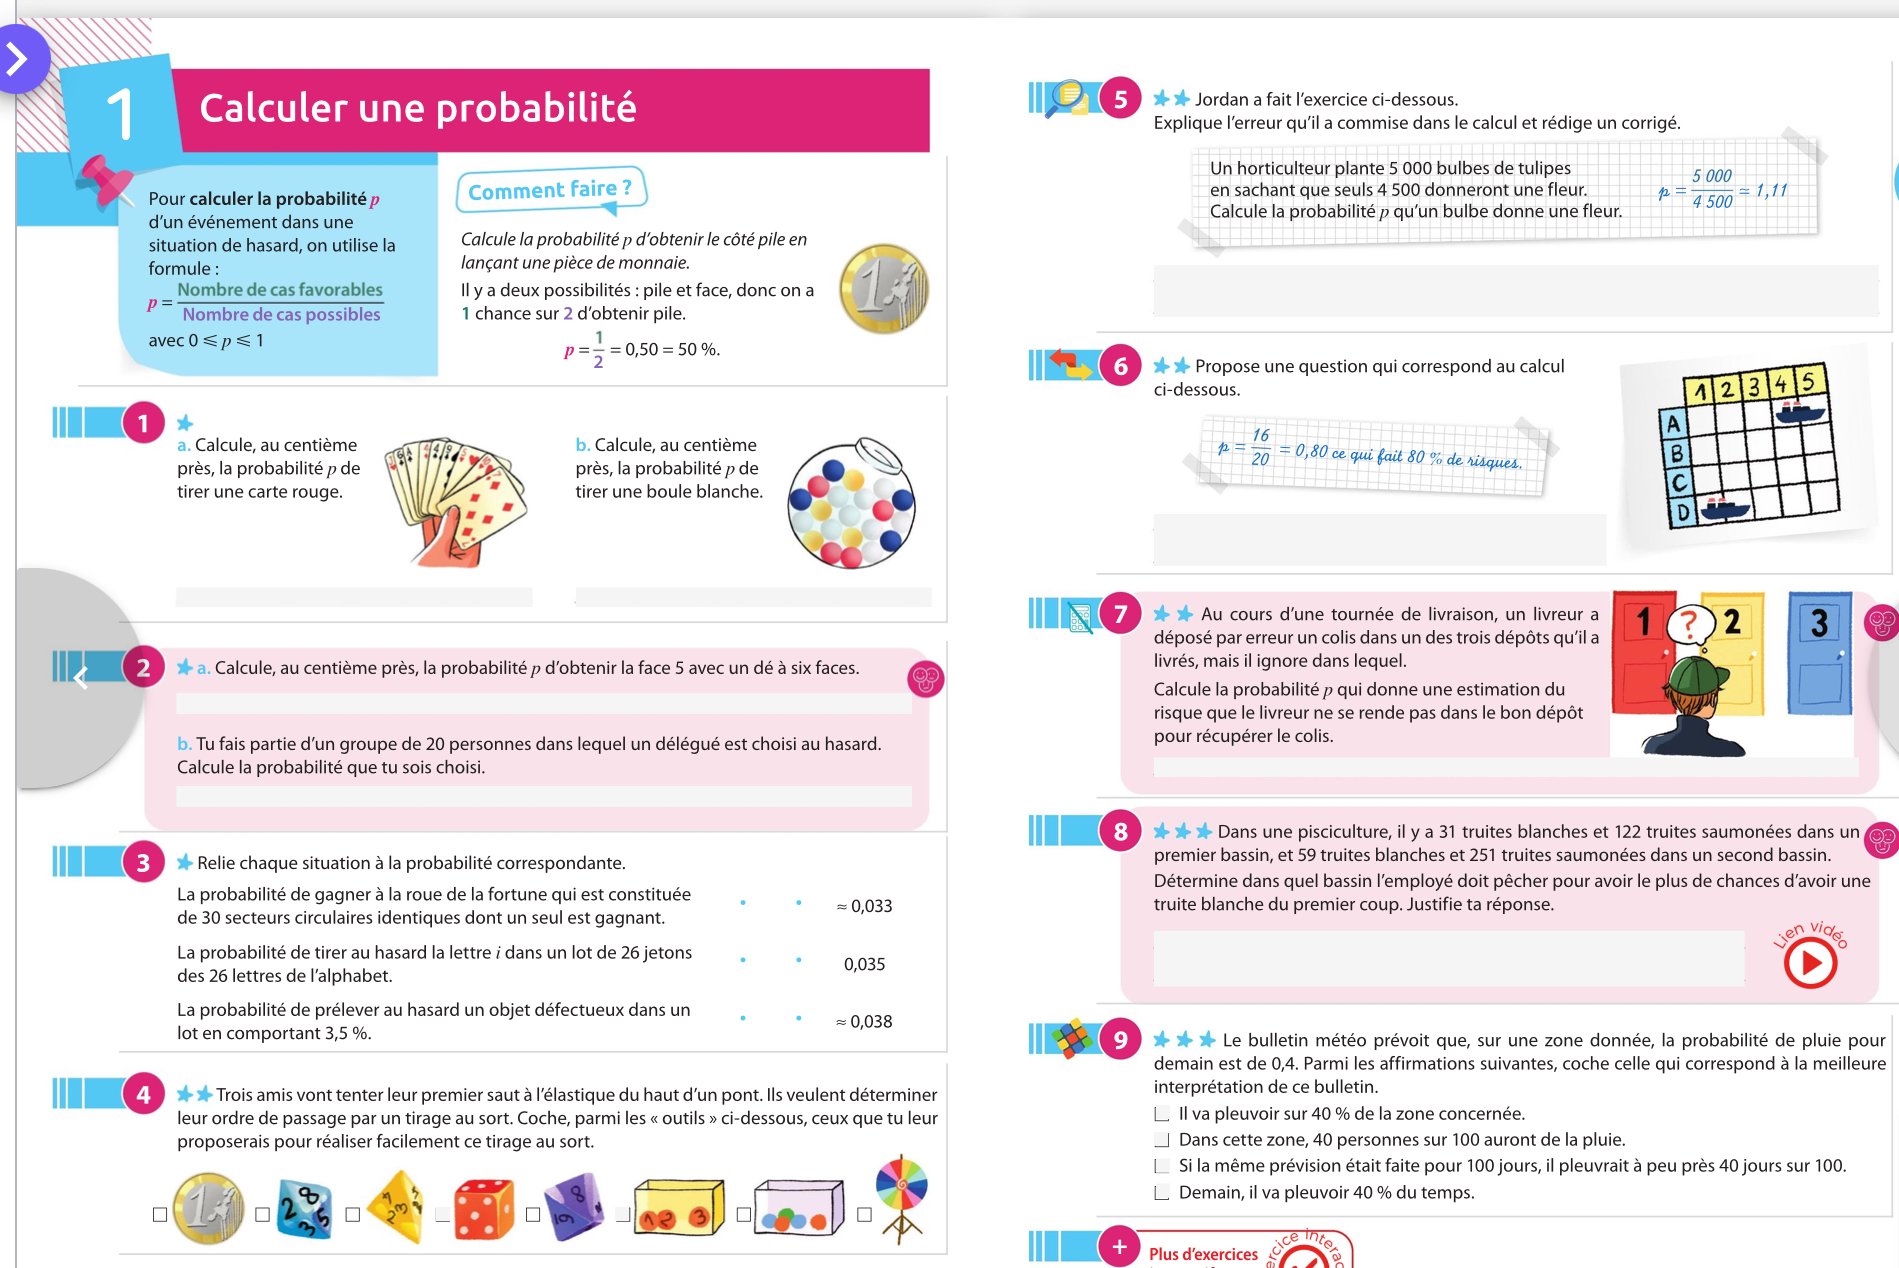 1
Calculer une probabilité
Pour calculer la probabilité p
d'un événement dans une
situation de hasard, on utilise la
formule :
p = Nombre de cas favorables
Nombre de cas possibles
avec 0 ⩽ p ⩽ 1
Comment faire ?
Calcule la probabilité p d'obtenir le côté pile en
lançant une pièce de monnaie.
Il y a deux possibilités : pile et face, donc on a
1 chance sur 2 d'obtenir pile.
p = 1/2 = 0,50 = 50 %.
1
1
a. Calcule, au centième
près, la probabilité p de
tirer une carte rouge.
b. Calcule, au centième
près, la probabilité p de
tirer une boule blanche.
2
a. Calcule, au centième près, la probabilité p d'obtenir la face 5 avec un dé à six faces.
b. Tu fais partie d'un groupe de 20 personnes dans lequel un délégué est choisi au hasard.
Calcule la probabilité que tu sois choisi.
3
Relie chaque situation à la probabilité correspondante.
La probabilité de gagner à la roue de la fortune qui est constituée
de 30 secteurs circulaires identiques dont un seul est gagnant.
≈ 0,033
La probabilité de tirer au hasard la lettre i dans un lot de 26 jetons
des 26 lettres de l'alphabet.
0,035
La probabilité de prélever au hasard un objet défectueux dans un
lot en comportant 3,5 %.
≈ 0,038
4
Trois amis vont tenter leur premier saut à l'élastique du haut d'un pont. Ils veulent déterminer
leur ordre de passage par un tirage au sort. Coche, parmi les « outils » ci-dessous, ceux que tu leur
proposerais pour réaliser facilement ce tirage au sort.
1
2 8 3 5
8
1 2 3
5
Jordan a fait l'exercice ci-dessous.
Explique l'erreur qu'il a commise dans le calcul et rédige un corrigé.
Un horticulteur plante 5 000 bulbes de tulipes
en sachant que seuls 4 500 donneront une fleur.
Calcule la probabilité p qu'un bulbe donne une fleur.
p = 5 000/4 500 ≃ 1,11
6
Propose une question qui correspond au calcul
ci-dessous.
p = 16/20 = 0,80 ce qui fait 80 % de risques.
1 2 3 4 5
A
B
C
D
7
Au cours d'une tournée de livraison, un livreur a
déposé par erreur un colis dans un des trois dépôts qu'il a
livrés, mais il ignore dans lequel.
Calcule la probabilité p qui donne une estimation du
risque que le livreur ne se rende pas dans le bon dépôt
pour récupérer le colis.
1 ? 2 3
8
Dans une pisciculture, il y a 31 truites blanches et 122 truites saumonées dans un
premier bassin, et 59 truites blanches et 251 truites saumonées dans un second bassin.
Détermine dans quel bassin l'employé doit pêcher pour avoir le plus de chances d'avoir une
truite blanche du premier coup. Justifie ta réponse.
Lien vidéo
9
Le bulletin météo prévoit que, sur une zone donnée, la probabilité de pluie pour
demain est de 0,4. Parmi les affirmations suivantes, coche celle qui correspond à la meilleure
interprétation de ce bulletin.
Il va pleuvoir sur 40 % de la zone concernée.
Dans cette zone, 40 personnes sur 100 auront de la pluie.
Si la même prévision était faite pour 100 jours, il pleuvrait à peu près 40 jours sur 100.
Demain, il va pleuvoir 40 % du temps.
+
Plus d'exercices